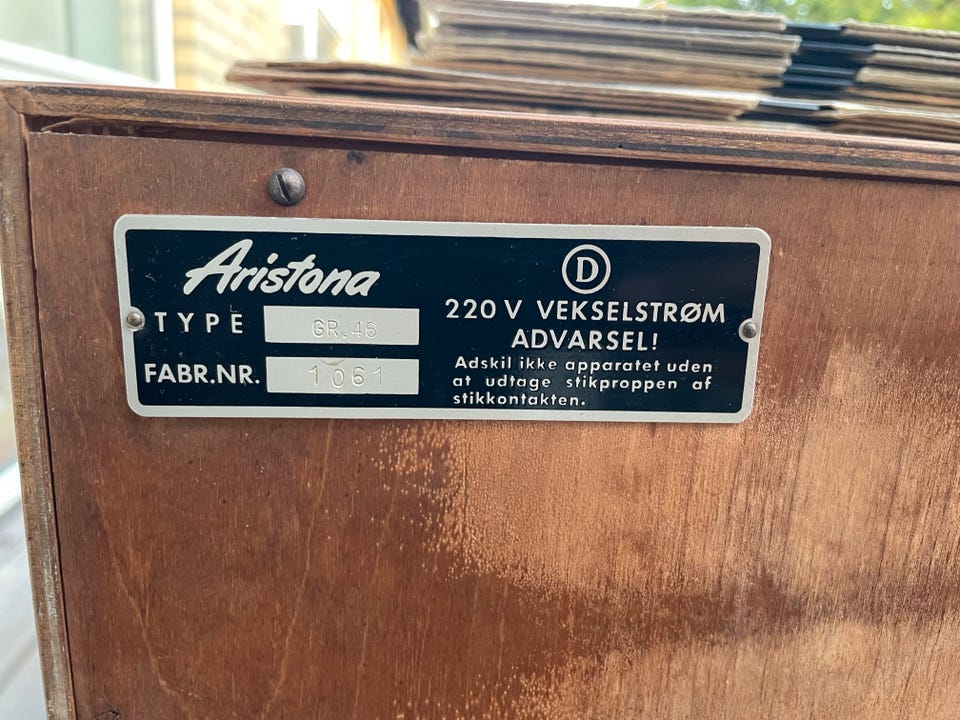 Aristona
TYPE GR.46
FABR.NR. 1061
D
220 V VEKSELSTRØM
ADVARSEL!
Adskil ikke apparatet uden
at udtage stikproppen af
stikkontakten.